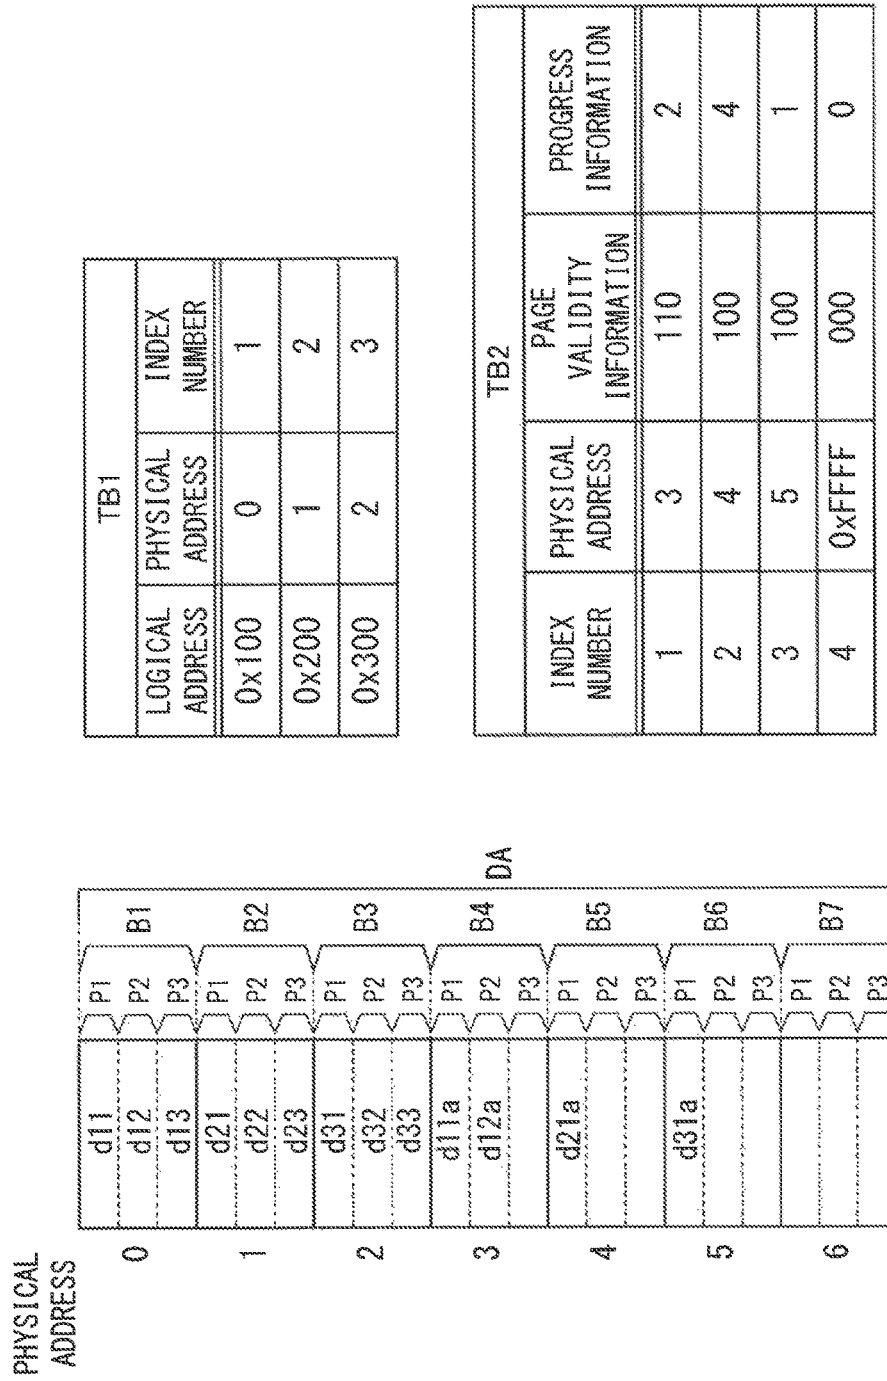 PHYSICAL
ADDRESS
0 d11 P1 B1
d12 P2
d13 P3
1 d21 P1 B2
d22 P2
d23 P3
2 d31 P1 B3
d32 P2
d33 P3
3 d11a P1 B4
d12a P2
P3
4 d21a P1 B5
P2
P3
5 d31a P1 B6
P2
P3
6 P1 B7
P2
P3
DA
TB1
LOGICAL ADDRESS PHYSICAL ADDRESS INDEX NUMBER
0x100 0 1
0x200 1 2
0x300 2 3
TB2
INDEX NUMBER PHYSICAL ADDRESS PAGE VALIDITY INFORMATION PROGRESS INFORMATION
1 3 110 2
2 4 100 4
3 5 100 1
4 0xFFFF 000 0